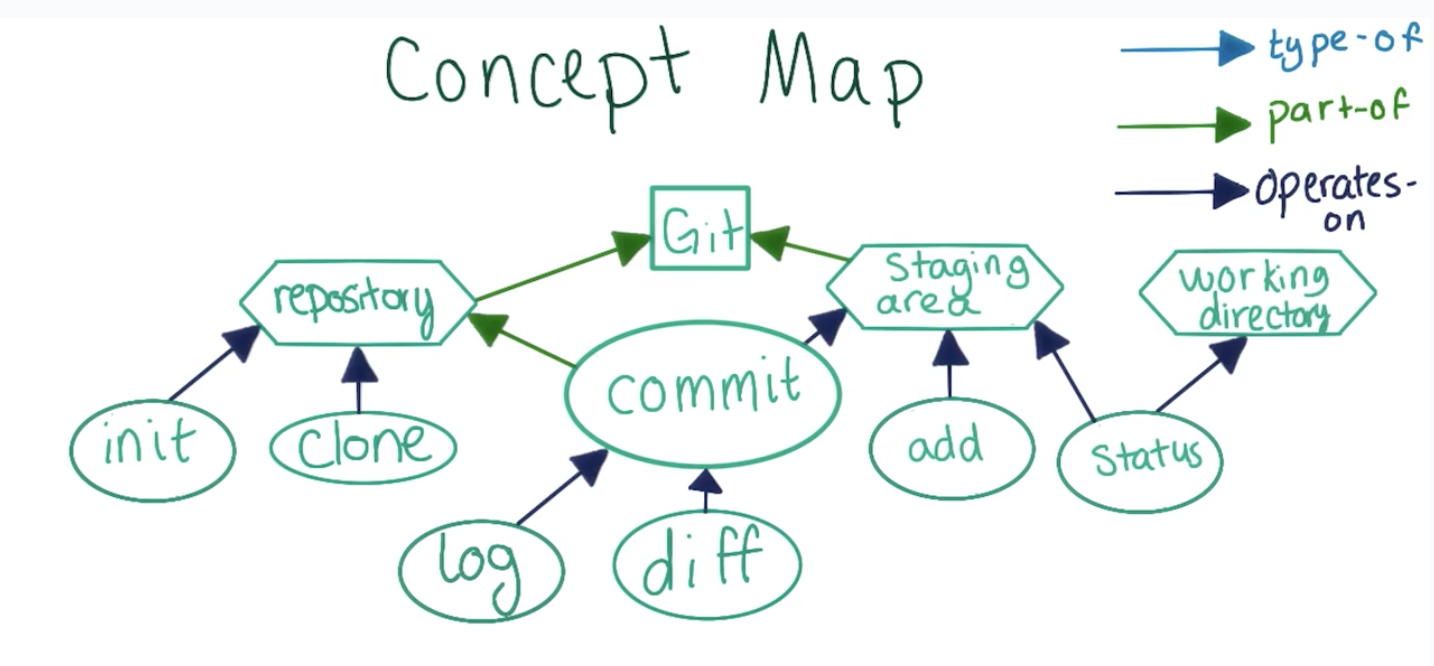 Concept Map
type-of
part-of
operates-
on
Git
repository
Staging
area
working
directory
commit
init
clone
add
Status
log
diff